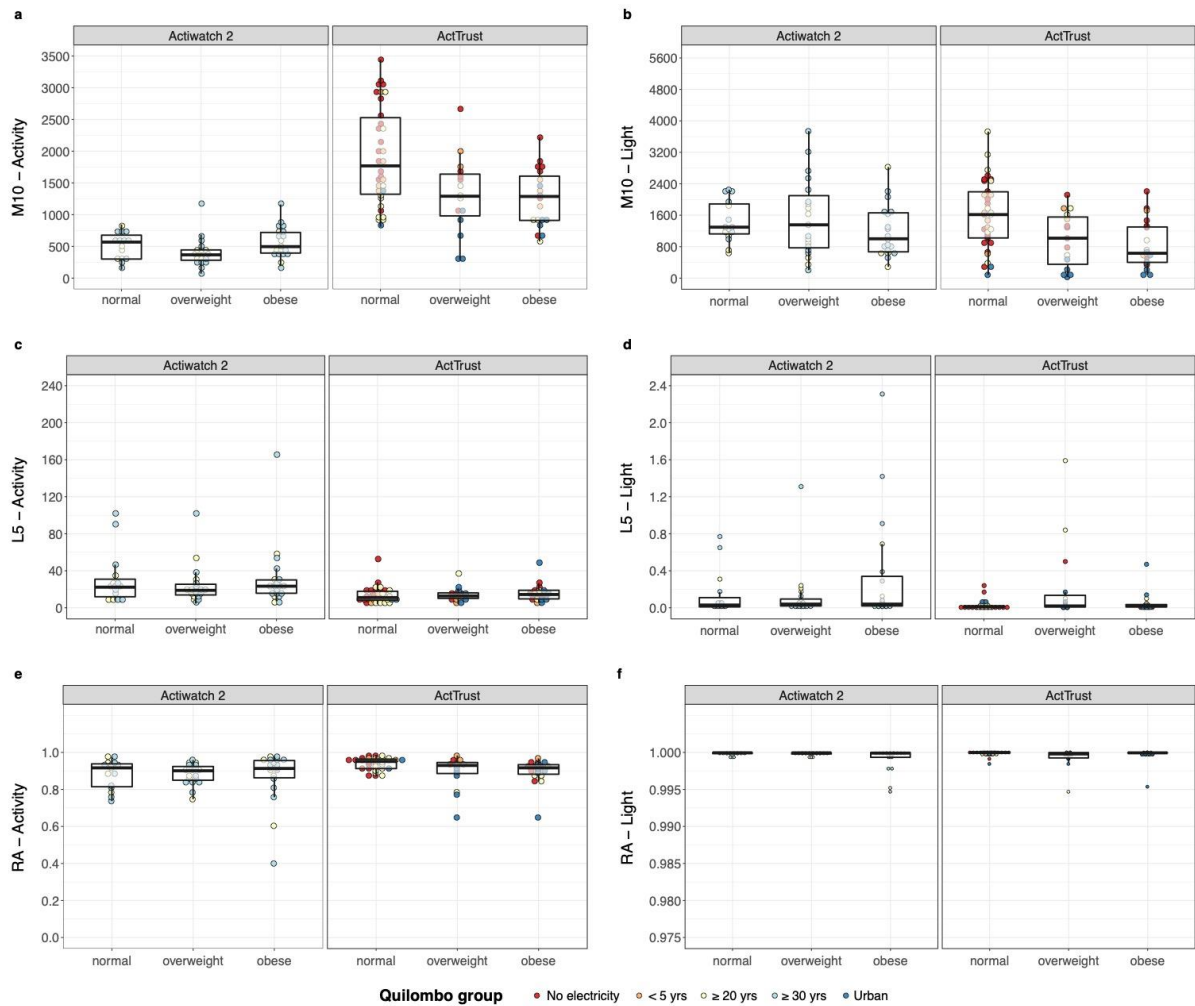 a
Actiwatch 2 ActTrust
M10 – Activity
3500
3000
2500
2000
1500
1000
500
0
normal overweight obese normal overweight obese
b
Actiwatch 2 ActTrust
M10 – Light
5600
4800
4000
3200
2400
1600
800
0
normal overweight obese normal overweight obese
c
Actiwatch 2 ActTrust
L5 – Activity
240
200
160
120
80
40
0
normal overweight obese normal overweight obese
d
Actiwatch 2 ActTrust
L5 – Light
2.4
2.0
1.6
1.2
0.8
0.4
0.0
normal overweight obese normal overweight obese
e
Actiwatch 2 ActTrust
RA – Activity
1.0
0.8
0.6
0.4
0.2
0.0
normal overweight obese normal overweight obese
f
Actiwatch 2 ActTrust
RA – Light
1.000
0.995
0.990
0.985
0.980
0.975
normal overweight obese normal overweight obese
Quilombo group No electricity < 5 yrs ≥ 20 yrs ≥ 30 yrs Urban